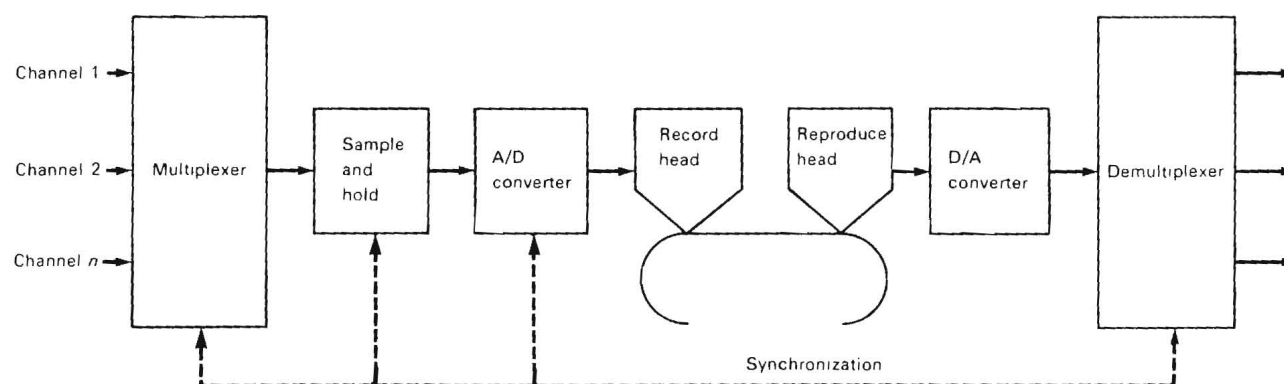 Channel 1
Channel 2
Channel n
Multiplexer
Sample
and
hold
A/D
converter
Record
head
Reproduce
head
D/A
converter
Demultiplexer
Synchronization